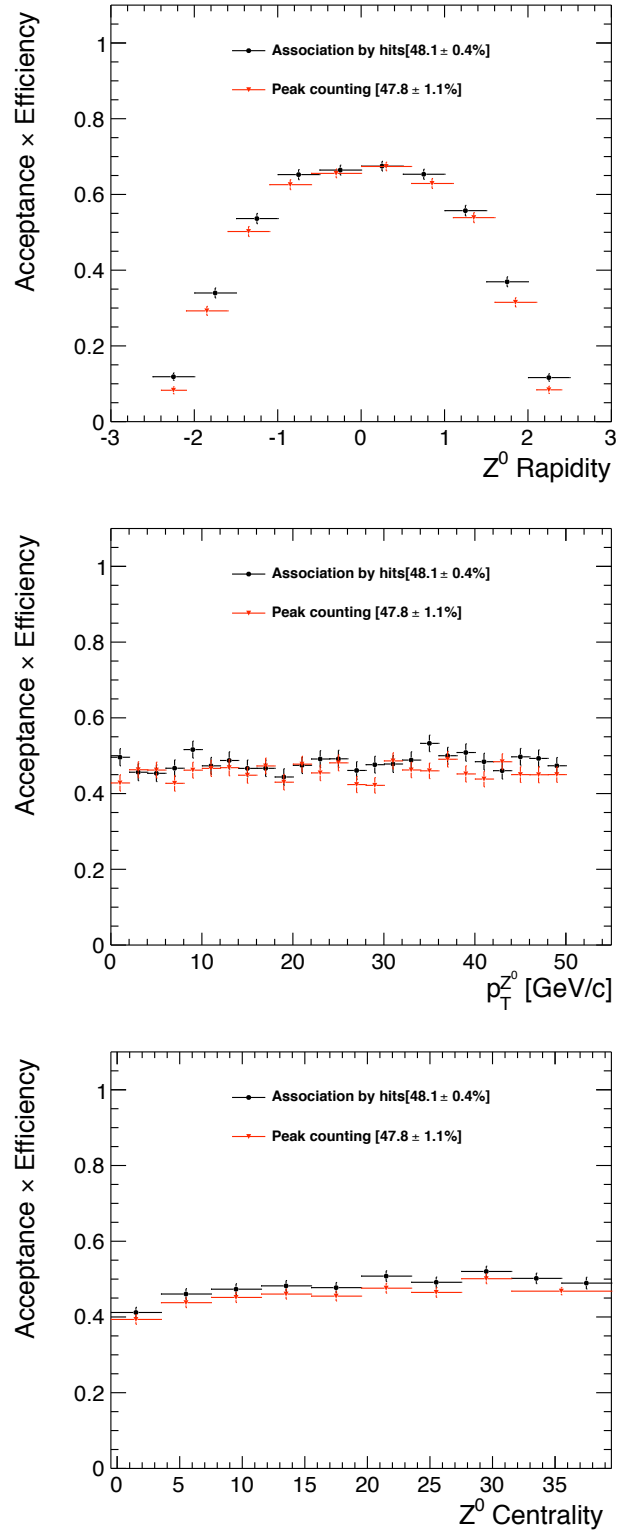 Acceptance × Efficiency
1
0.8
0.6
0.4
0.2
0
Association by hits[48.1 ± 0.4%]
Peak counting [47.8 ± 1.1%]
-3 -2 -1 0 1 2 3
Z⁰ Rapidity
Acceptance × Efficiency
1
0.8
0.6
0.4
0.2
0
Association by hits[48.1 ± 0.4%]
Peak counting [47.8 ± 1.1%]
0 10 20 30 40 50
p_T^{Z⁰} [GeV/c]
Acceptance × Efficiency
1
0.8
0.6
0.4
0.2
0
Association by hits[48.1 ± 0.4%]
Peak counting [47.8 ± 1.1%]
0 5 10 15 20 25 30 35
Z⁰ Centrality